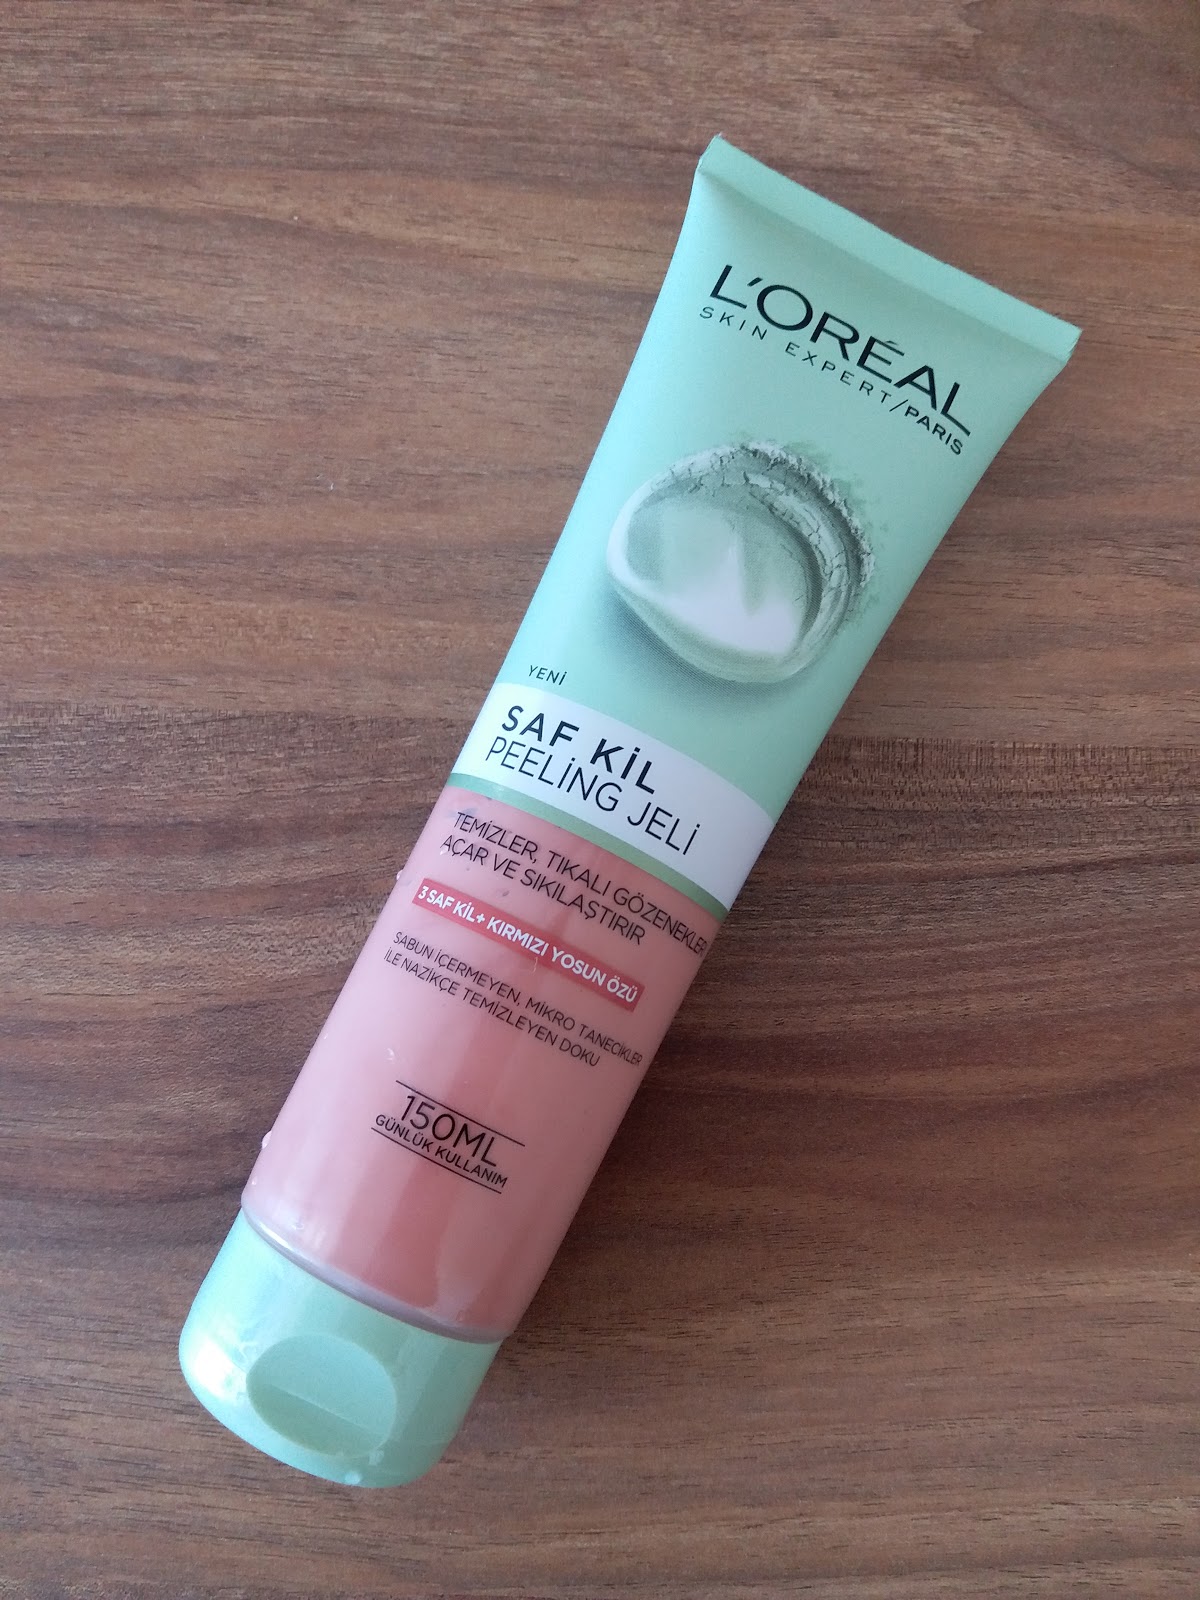 L'ORÉAL
SKIN EXPERT/PARIS
YENİ
SAF KİL
PEELİNG JELİ
TEMİZLER, TIKALI GÖZENEKLER
AÇAR VE SIKILAŞTIRIR
3 SAF KİL+ KIRMIZI YOSUN ÖZÜ
SABUN İÇERMEYEN, MİKRO TANECİKLER
İLE NAZİKÇE TEMİZLEYEN DOKU
150ML
GÜNLÜK KULLANIM